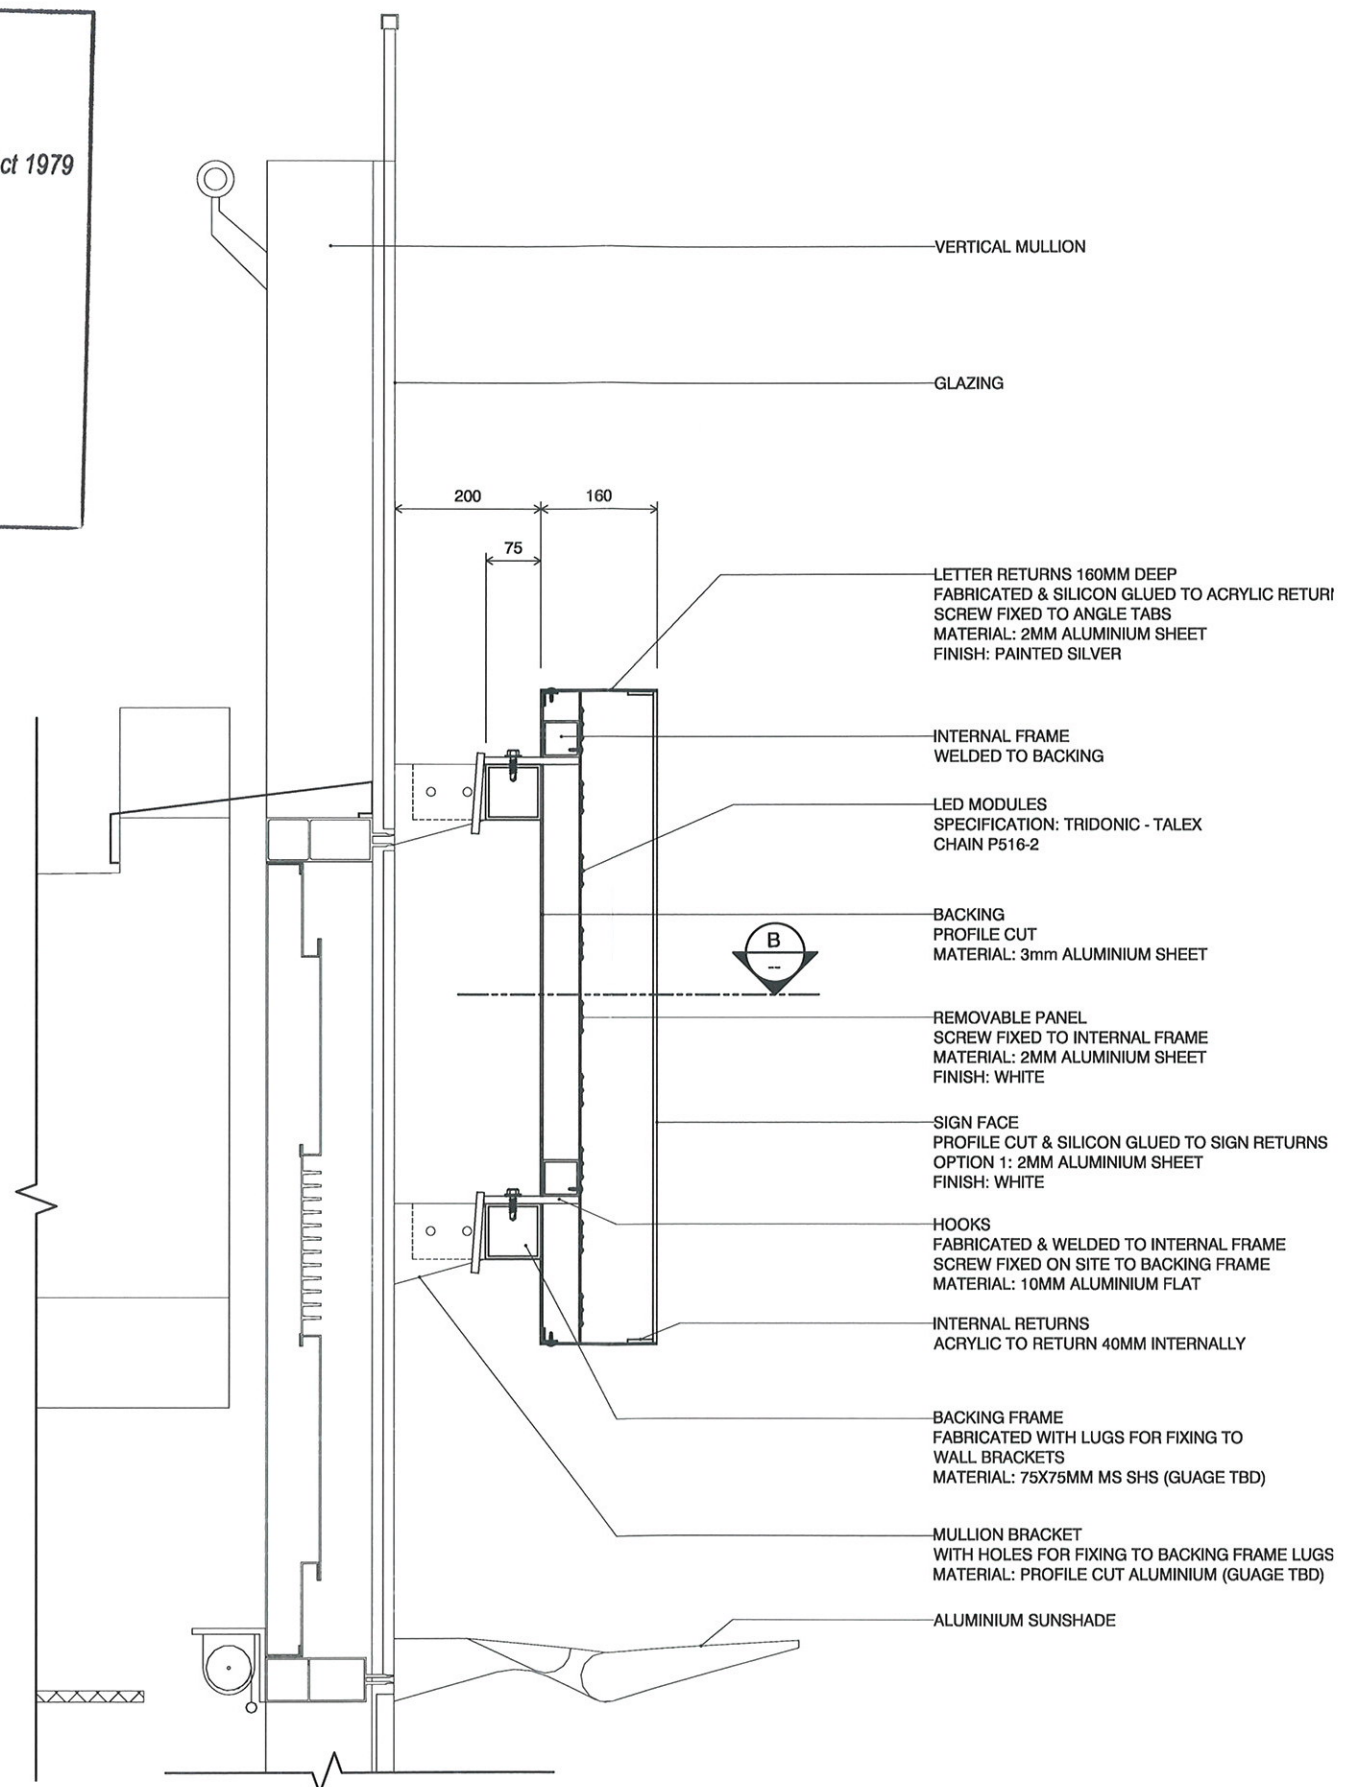 ct 1979
VERTICAL MULLION
GLAZING
200
160
75
LETTER RETURNS 160MM DEEP
FABRICATED & SILICON GLUED TO ACRYLIC RETUR
SCREW FIXED TO ANGLE TABS
MATERIAL: 2MM ALUMINIUM SHEET
FINISH: PAINTED SILVER
INTERNAL FRAME
WELDED TO BACKING
LED MODULES
SPECIFICATION: TRIDONIC - TALEX
CHAIN P516-2
BACKING
PROFILE CUT
MATERIAL: 3mm ALUMINIUM SHEET
B
--
REMOVABLE PANEL
SCREW FIXED TO INTERNAL FRAME
MATERIAL: 2MM ALUMINIUM SHEET
FINISH: WHITE
SIGN FACE
PROFILE CUT & SILICON GLUED TO SIGN RETURNS
OPTION 1: 2MM ALUMINIUM SHEET
FINISH: WHITE
HOOKS
FABRICATED & WELDED TO INTERNAL FRAME
SCREW FIXED ON SITE TO BACKING FRAME
MATERIAL: 10MM ALUMINIUM FLAT
INTERNAL RETURNS
ACRYLIC TO RETURN 40MM INTERNALLY
BACKING FRAME
FABRICATED WITH LUGS FOR FIXING TO
WALL BRACKETS
MATERIAL: 75X75MM MS SHS (GUAGE TBD)
MULLION BRACKET
WITH HOLES FOR FIXING TO BACKING FRAME LUGS
MATERIAL: PROFILE CUT ALUMINIUM (GUAGE TBD)
ALUMINIUM SUNSHADE